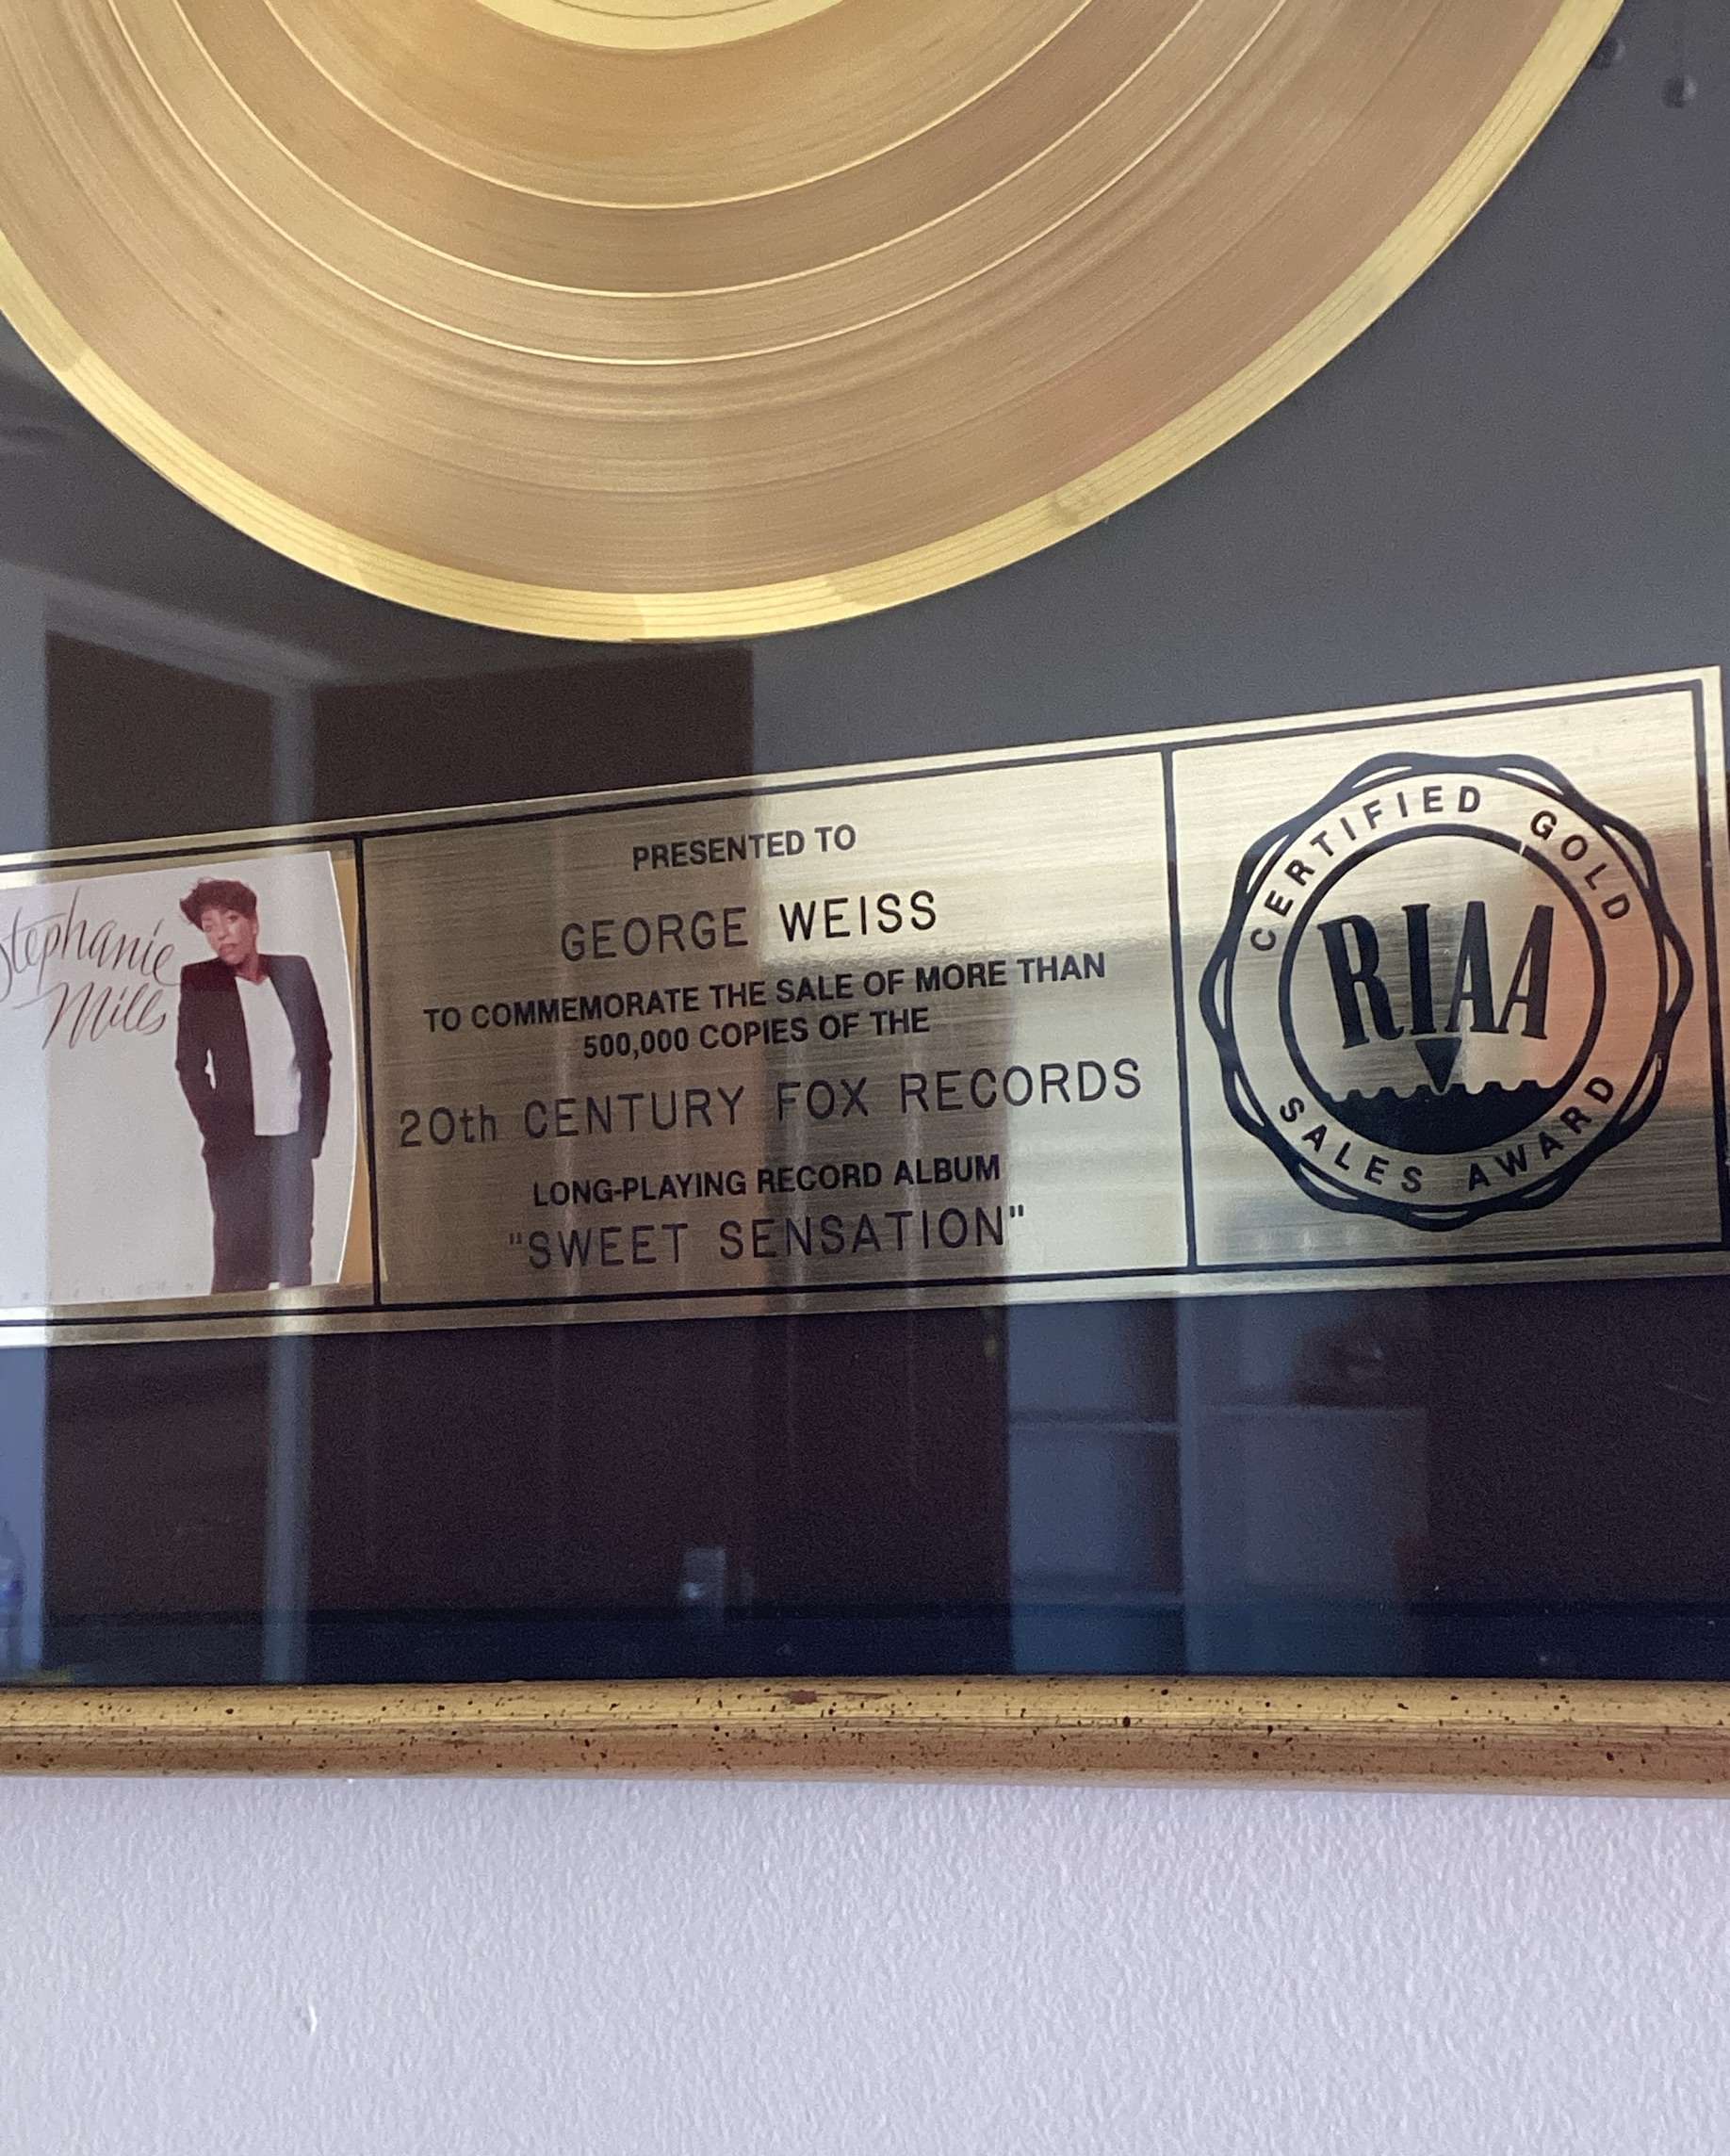 Stephanie
Mills
PRESENTED TO
GEORGE WEISS
TO COMMEMORATE THE SALE OF MORE THAN
500,000 COPIES OF THE
20th CENTURY FOX RECORDS
LONG-PLAYING RECORD ALBUM
"SWEET SENSATION"
CERTIFIED GOLD
RIAA
SALES AWARD